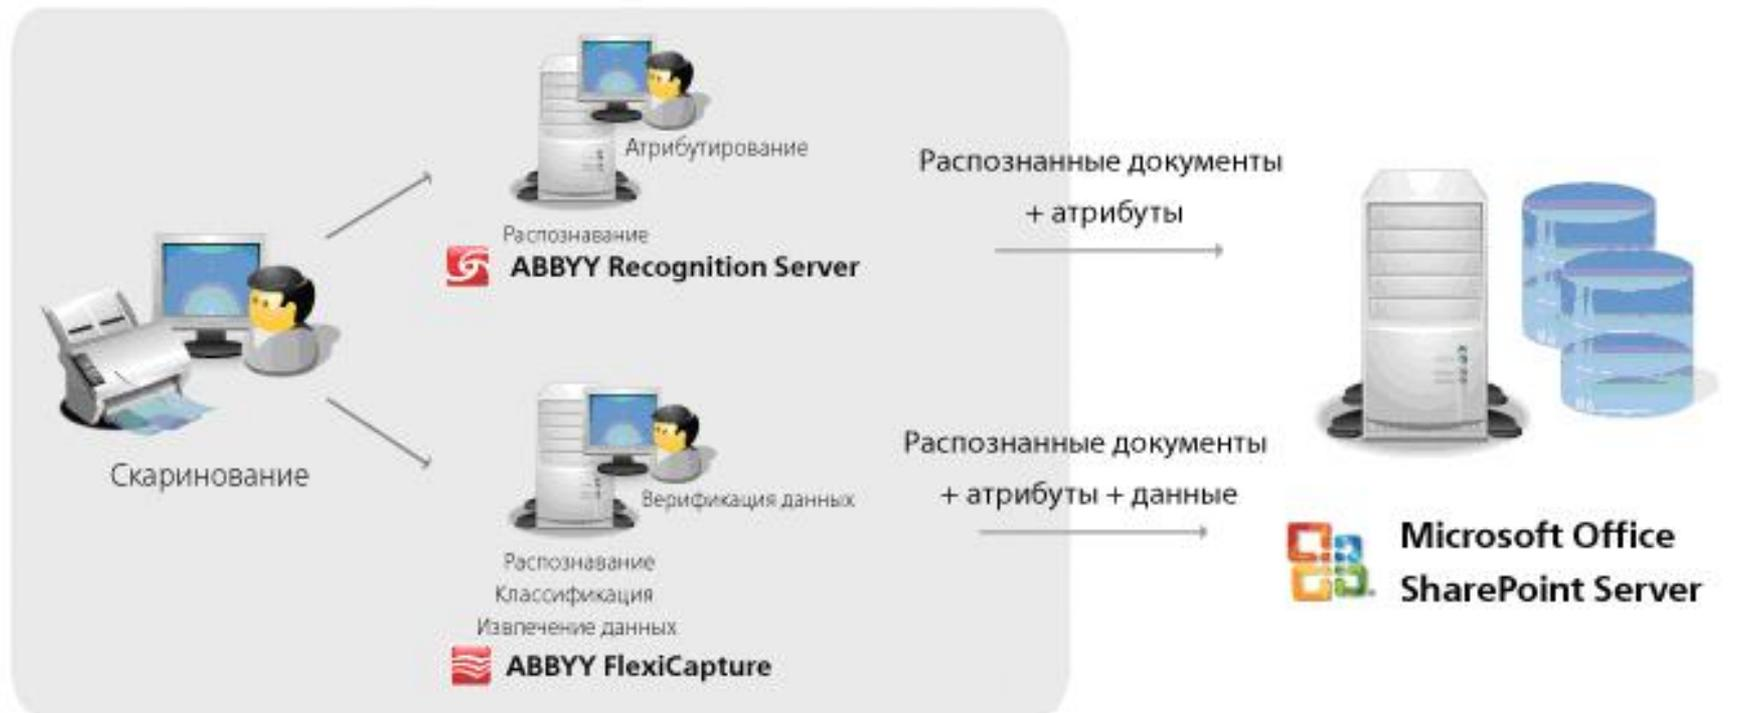 Атрибутирование
Распознавание
ABBYY Recognition Server
Распознанные документы
+ атрибуты
Скаринование
Верификация данных
Распознавание
Классификация
Извлечение данных
ABBYY FlexiCapture
Распознанные документы
+ атрибуты + данные
Microsoft Office
SharePoint Server